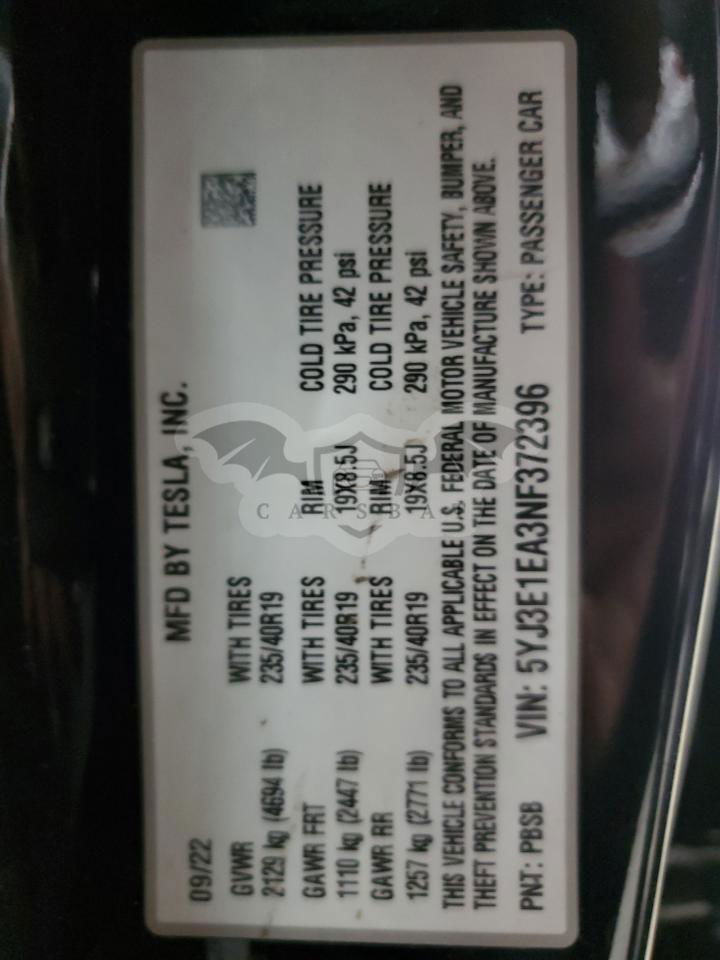 MFD BY TESLA, INC.
09/22
GVWR WITH TIRES
2129 kg (4694 lb) 235/40R19
GAWR FRT WITH TIRES RIM COLD TIRE PRESSURE
1110 kg (2447 lb) 235/40R19 19X8.5J 290 kPa, 42 psi
GAWR RR WITH TIRES RIM COLD TIRE PRESSURE
1257 kg (2771 lb) 235/40R19 19X8.5J 290 kPa, 42 psi
THIS VEHICLE CONFORMS TO ALL APPLICABLE U.S. FEDERAL MOTOR VEHICLE SAFETY, BUMPER, AND
THEFT PREVENTION STANDARDS IN EFFECT ON THE DATE OF MANUFACTURE SHOWN ABOVE.
PNT: PBSB VIN: 5YJ3E1EA3NF372396 TYPE: PASSENGER CAR